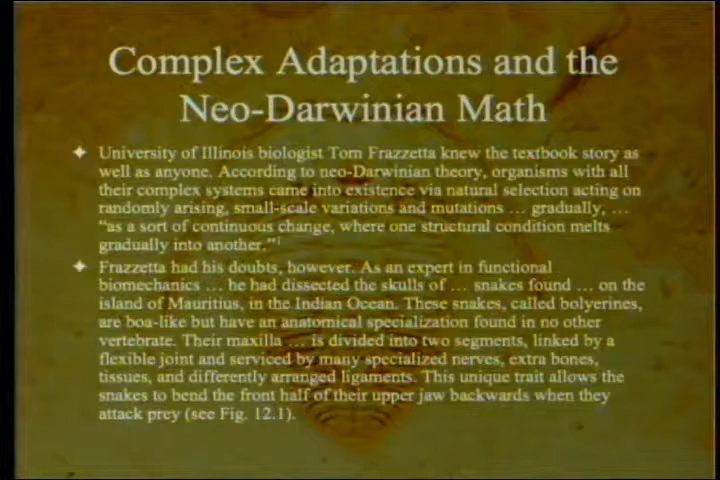 Complex Adaptations and the
Neo-Darwinian Math
✦ University of Illinois biologist Tom Frazzetta knew the textbook story as
well as anyone. According to neo-Darwinian theory, organisms with all
their complex systems came into existence via natural selection acting on
randomly arising, small-scale variations and mutations … gradually, …
“as a sort of continuous change, where one structural condition melts
gradually into another.”1
✦ Frazzetta had his doubts, however. As an expert in functional
biomechanics … he had dissected the skulls of … snakes found … on the
island of Mauritius, in the Indian Ocean. These snakes, called bolyerines,
are boa-like but have an anatomical specialization found in no other
vertebrate. Their maxilla … is divided into two segments, linked by a
flexible joint and serviced by many specialized nerves, extra bones,
tissues, and differently arranged ligaments. This unique trait allows the
snakes to bend the front half of their upper jaw backwards when they
attack prey (see Fig. 12.1).